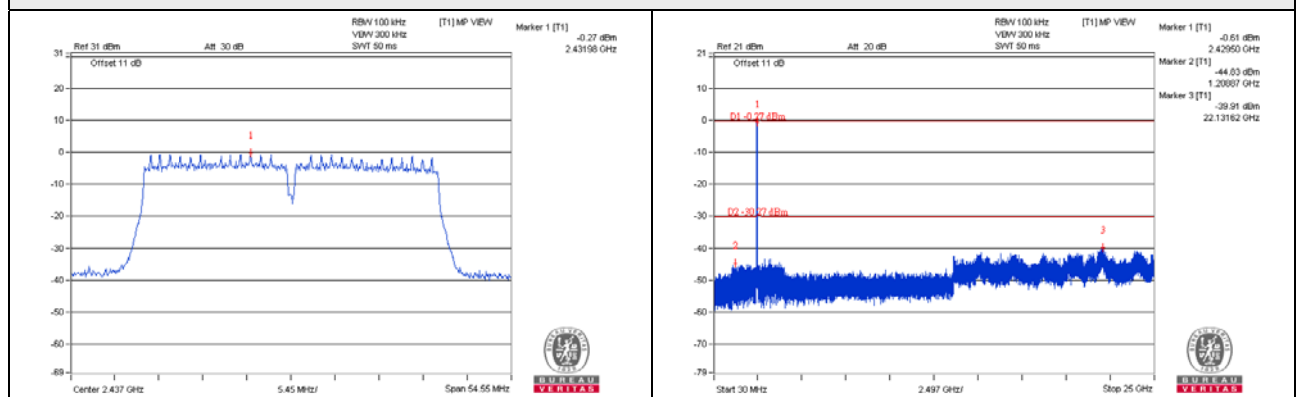 RBW 100 kHz [T1] MP VIEW
VBW 300 kHz
Ref 31 dBm Att 30 dB SWT 50 ms
Marker 1 [T1]
-0.27 dBm
2.43198 GHz
31
Offset 11 dB
20
10
1
0
-10
-20
-30
-40
-50
-60
-69
Center 2.437 GHz 5.45 MHz/ Span 54.55 MHz
BUREAU
VERITAS
RBW 100 kHz [T1] MP VIEW
VBW 300 kHz
Ref 21 dBm Att 20 dB SWT 50 ms
Marker 1 [T1]
-0.61 dBm
2.42950 GHz
Marker 2 [T1]
-44.83 dBm
1.20887 GHz
Marker 3 [T1]
-39.91 dBm
22.13162 GHz
21
Offset 11 dB
10
1
D1 -0.27 dBm
0
-10
-20
D2 -30.27 dBm
-30
3
2
-40
-50
-60
-70
-79
Start 30 MHz 2.497 GHz/ Stop 25 GHz
BUREAU
VERITAS